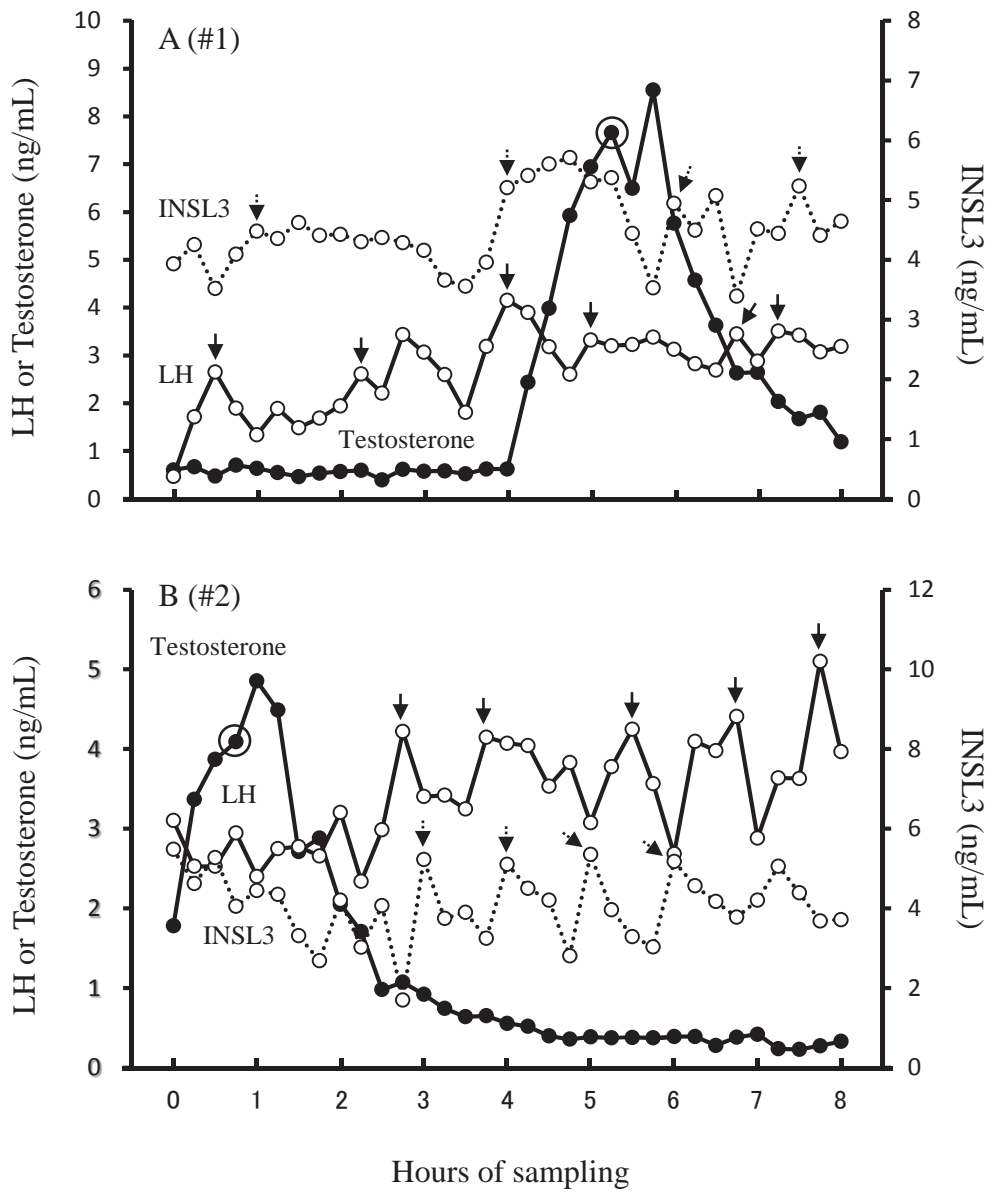 A (#1)
10
9
8
7
6
5
4
3
2
1
0
LH or Testosterone (ng/mL)
INSL3
LH
Testosterone
8
7
6
5
4
3
2
1
0
INSL3 (ng/mL)
B (#2)
6
5
4
3
2
1
0
LH or Testosterone (ng/mL)
Testosterone
LH
INSL3
12
10
8
6
4
2
0
INSL3 (ng/mL)
0 1 2 3 4 5 6 7 8
Hours of sampling